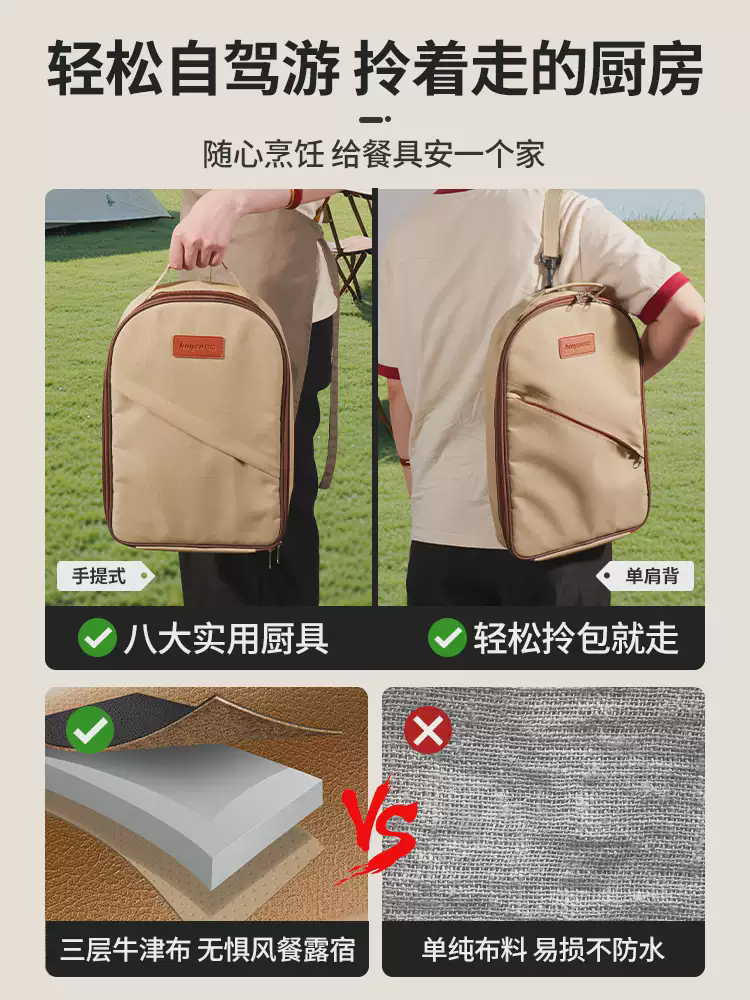 轻松自驾游 拎着走的厨房
随心烹饪 给餐具安一个家
手提式
单肩背
八大实用厨具
轻松拎包就走
VS
三层牛津布 无惧风餐露宿
单纯布料 易损不防水